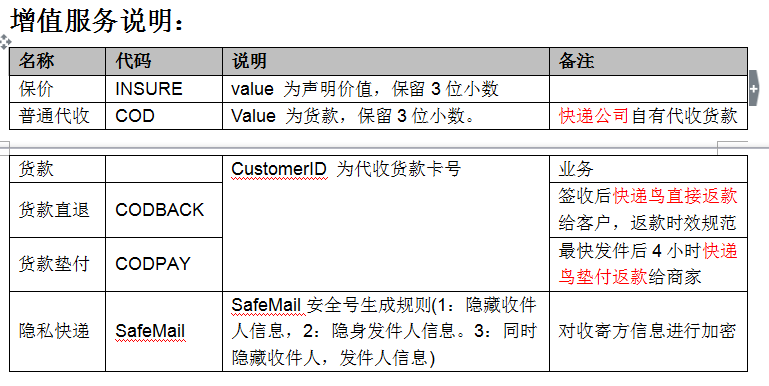 增值服务说明：
名称 代码 说明 备注
保价 INSURE value 为声明价值，保留3位小数
普通代收 COD Value 为货款，保留3位小数。 快递公司自有代收货款
货款 CustomerID 为代收货款卡号 业务
货款直退 CODBACK 签收后快递鸟直接返款
给客户，返款时效规范
货款垫付 CODPAY 最快发件后4小时快递
鸟垫付返款给商家
隐私快递 SafeMail SafeMail安全号生成规则(1：隐藏收件
人信息，2：隐身发件人信息。3：同时
隐藏收件人，发件人信息) 对收寄方信息进行加密